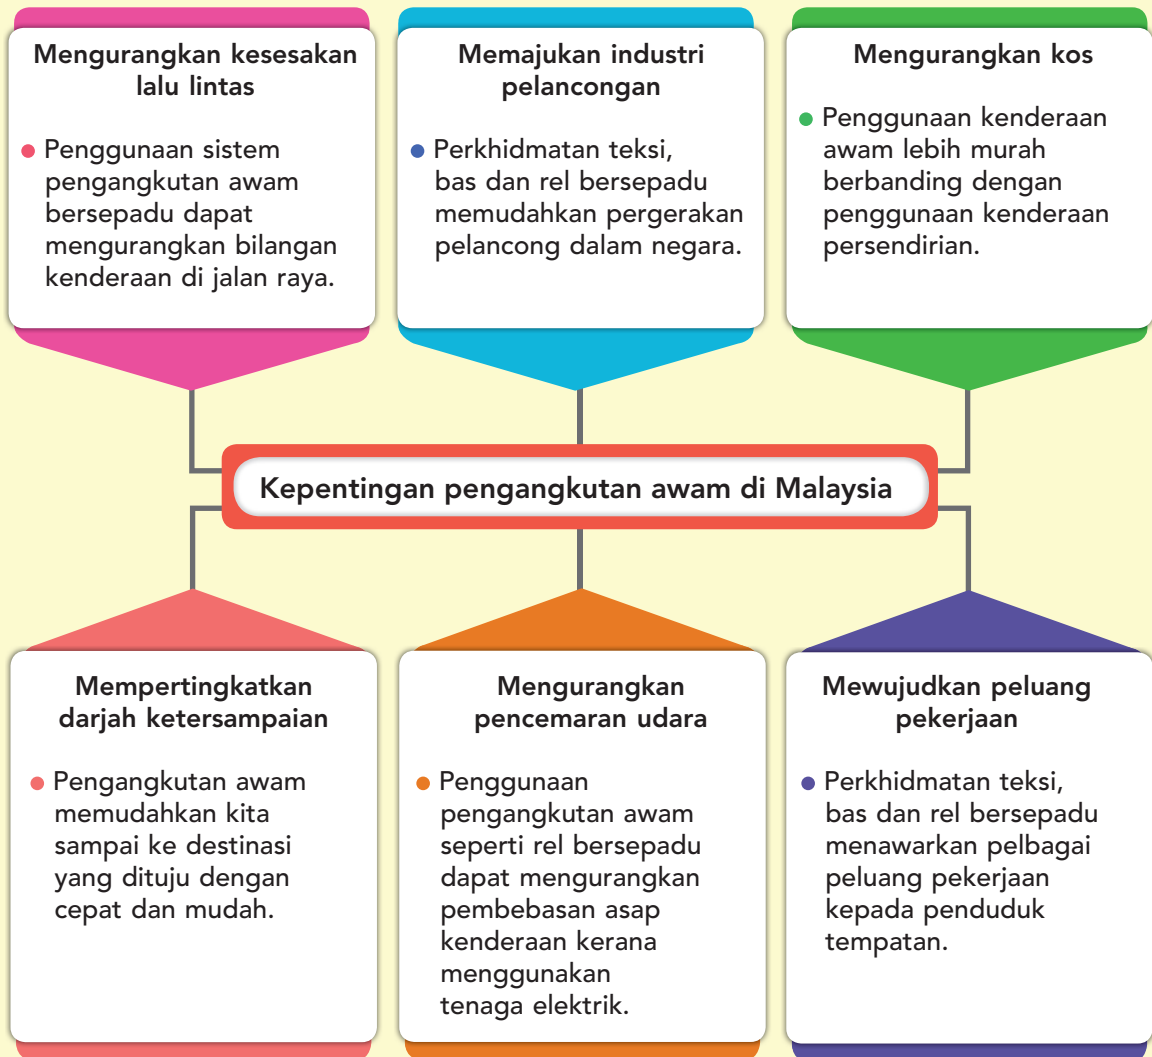 Mengurangkan kesesakan
lalu lintas
Penggunaan sistem
pengangkutan awam
bersepadu dapat
mengurangkan bilangan
kenderaan di jalan raya.
Memajukan industri
pelancongan
Perkhidmatan teksi,
bas dan rel bersepadu
memudahkan pergerakan
pelancong dalam negara.
Mengurangkan kos
Penggunaan kenderaan
awam lebih murah
berbanding dengan
penggunaan kenderaan
persendirian.
Kepentingan pengangkutan awam di Malaysia
Mempertingkatkan
darjah ketersampaian
Pengangkutan awam
memudahkan kita
sampai ke destinasi
yang dituju dengan
cepat dan mudah.
Mengurangkan
pencemaran udara
Penggunaan
pengangkutan awam
seperti rel bersepadu
dapat mengurangkan
pembebasan asap
kenderaan kerana
menggunakan
tenaga elektrik.
Mewujudkan peluang
pekerjaan
Perkhidmatan teksi,
bas dan rel bersepadu
menawarkan pelbagai
peluang pekerjaan
kepada penduduk
tempatan.